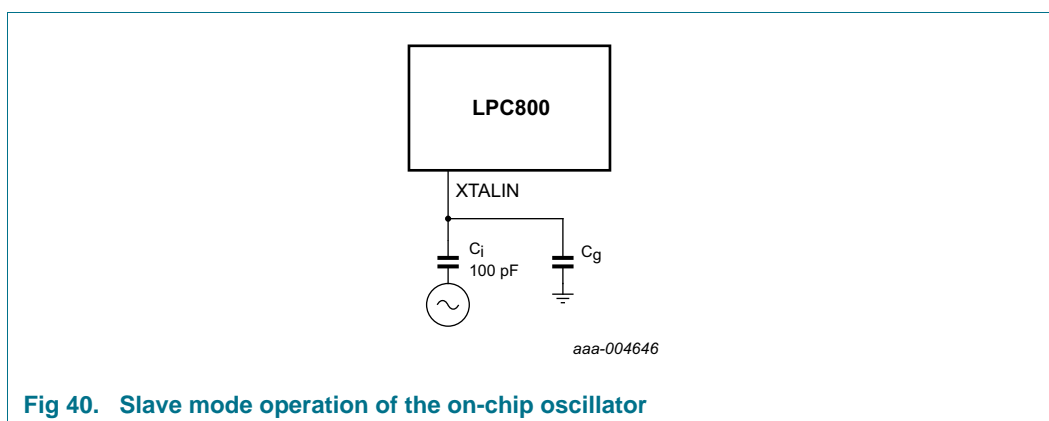 LPC800
XTALIN
Ci
100 pF
Cg
aaa-004646
Fig 40. Slave mode operation of the on-chip oscillator